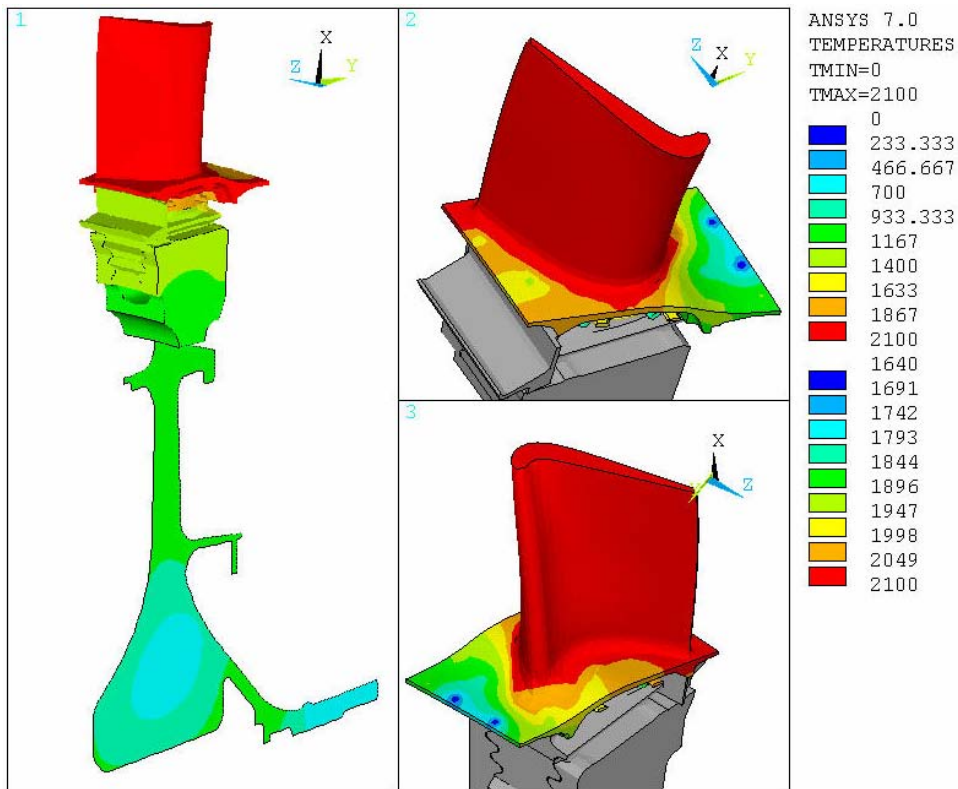 1
X
Z
Y
2
X
Z
Y
3
X
Z
Y
ANSYS 7.0
TEMPERATURES
TMIN=0
TMAX=2100
0
233.333
466.667
700
933.333
1167
1400
1633
1867
2100
1640
1691
1742
1793
1844
1896
1947
1998
2049
2100